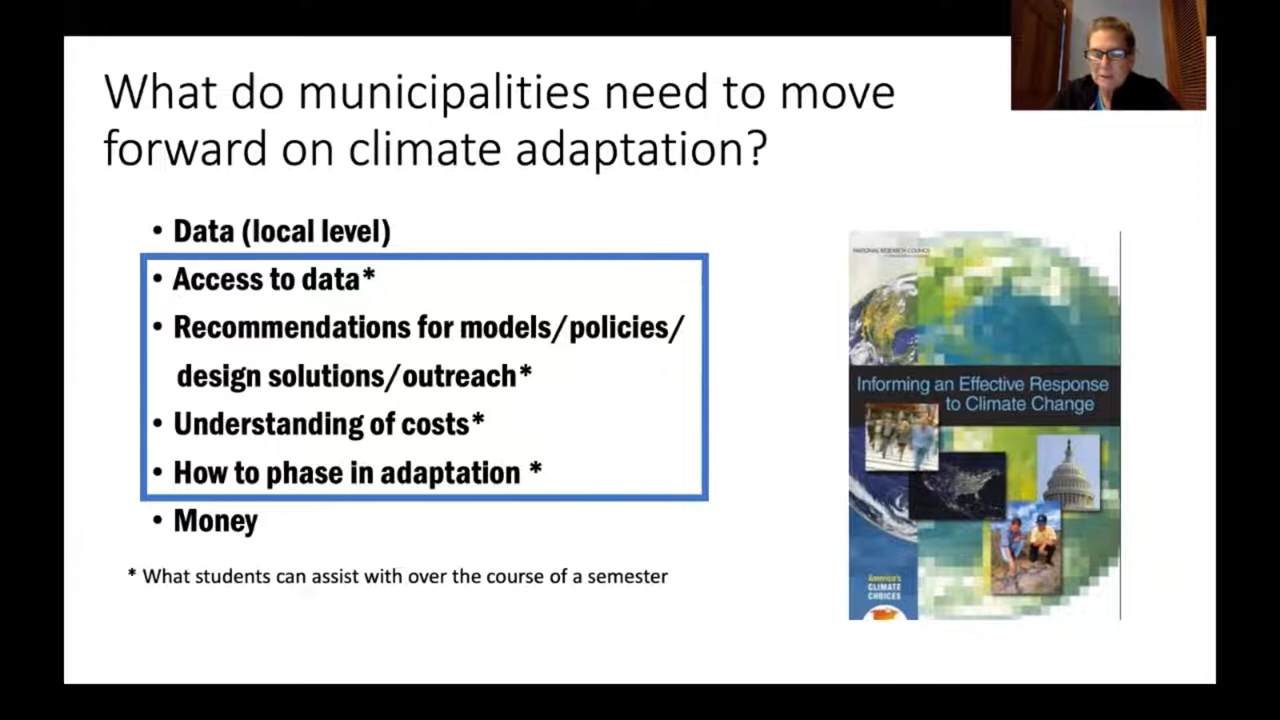 What do municipalities need to move
forward on climate adaptation?
• Data (local level)
• Access to data*
• Recommendations for models/policies/
design solutions/outreach*
• Understanding of costs*
• How to phase in adaptation *
• Money
* What students can assist with over the course of a semester
NATIONAL RESEARCH COUNCIL
Informing an Effective Response
to Climate Change
America's
CLIMATE
CHOICES